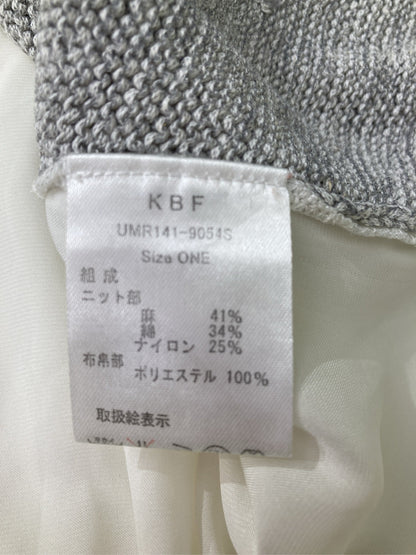 KBF
UMR141-9054S
Size ONE
組成
ニット部
麻 41%
綿 34%
ナイロン 25%
布帛部
ポリエステル 100%
取扱絵表示